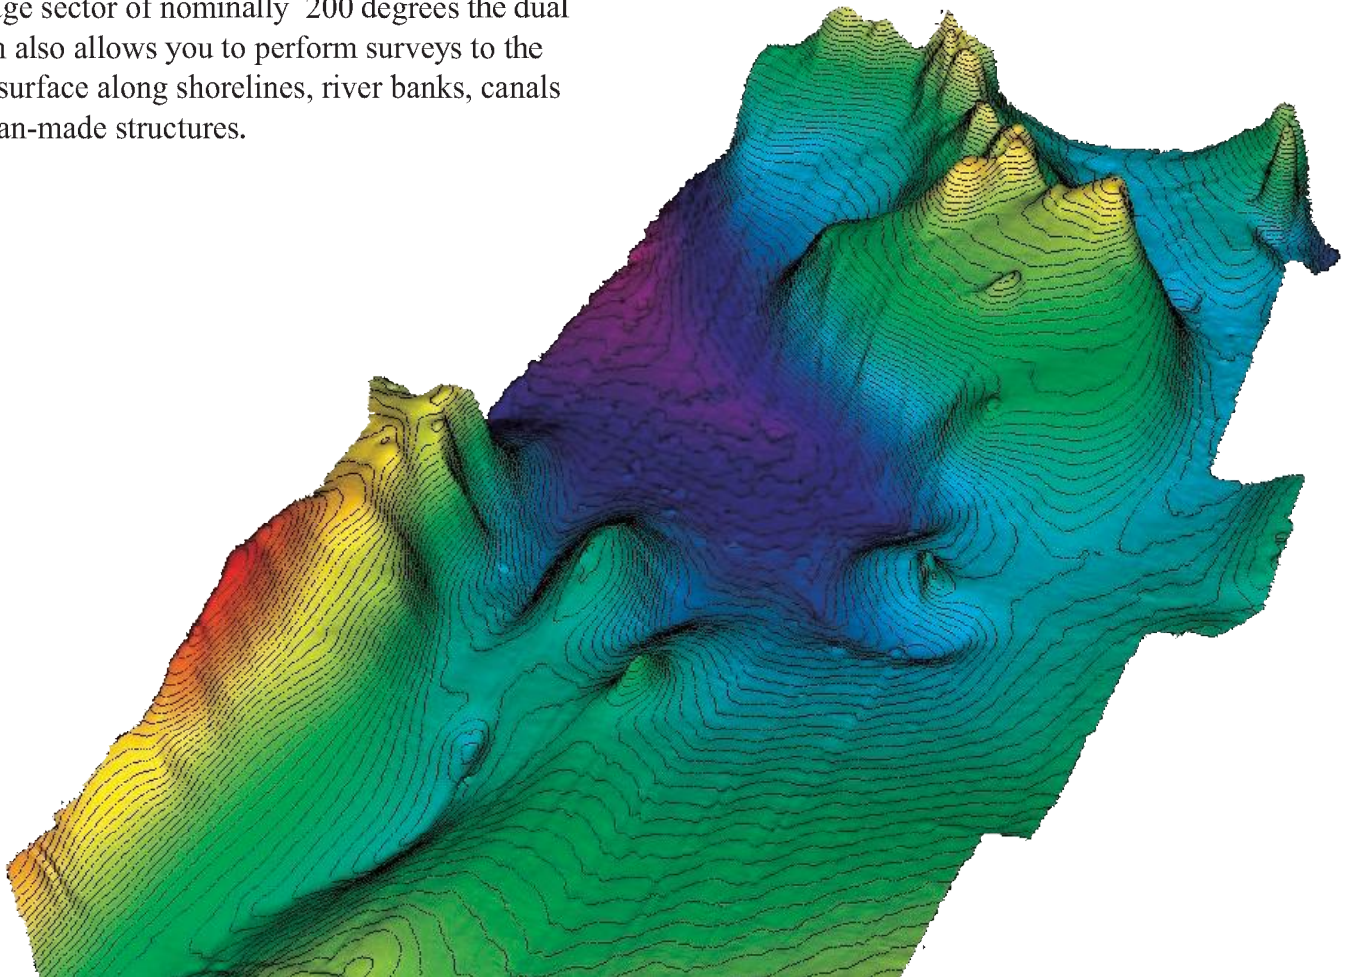 ge sector of nominally 200 degrees the dual
also allows you to perform surveys to the
surface along shorelines, river banks, canals
an-made structures.